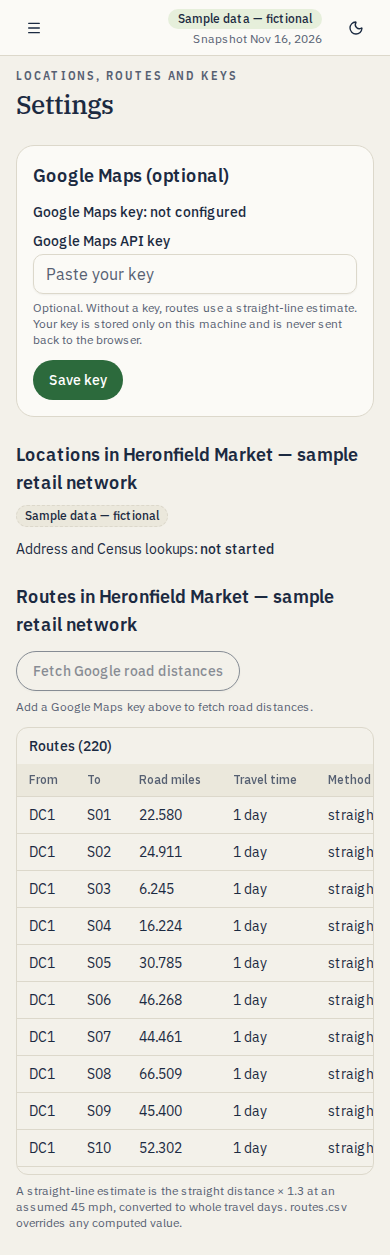 Sample data — fictional
Snapshot Nov 16, 2026
LOCATIONS, ROUTES AND KEYS
Settings
Google Maps (optional)
Google Maps key: not configured
Google Maps API key
Paste your key
Optional. Without a key, routes use a straight-line estimate.
Your key is stored only on this machine and is never sent
back to the browser.
Save key
Locations in Heronfield Market — sample
retail network
Sample data — fictional
Address and Census lookups: not started
Routes in Heronfield Market — sample
retail network
Fetch Google road distances
Add a Google Maps key above to fetch road distances.
Routes (220)
From To Road miles Travel time Method
DC1 S01 22.580 1 day straigh
DC1 S02 24.911 1 day straigh
DC1 S03 6.245 1 day straigh
DC1 S04 16.224 1 day straigh
DC1 S05 30.785 1 day straigh
DC1 S06 46.268 1 day straigh
DC1 S07 44.461 1 day straigh
DC1 S08 66.509 1 day straigh
DC1 S09 45.400 1 day straigh
DC1 S10 52.302 1 day straigh
A straight-line estimate is the straight distance × 1.3 at an
assumed 45 mph, converted to whole travel days. routes.csv
overrides any computed value.